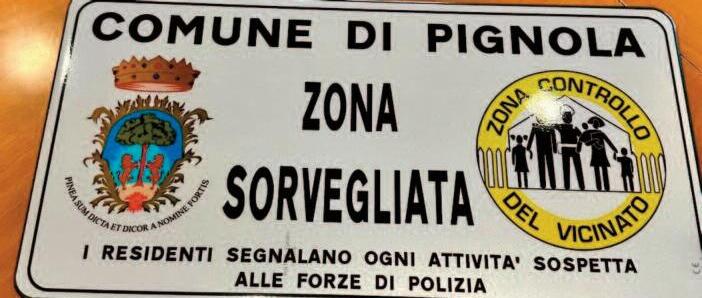 COMUNE DI PIGNOLA
ZONA
SORVEGLIATA
PINEA SUM DICTA ET DICOR A NOMINE FORTIS
ZONA CONTROLLO
DEL VICINATO
I RESIDENTI SEGNALANO OGNI ATTIVITA' SOSPETTA
ALLE FORZE DI POLIZIA